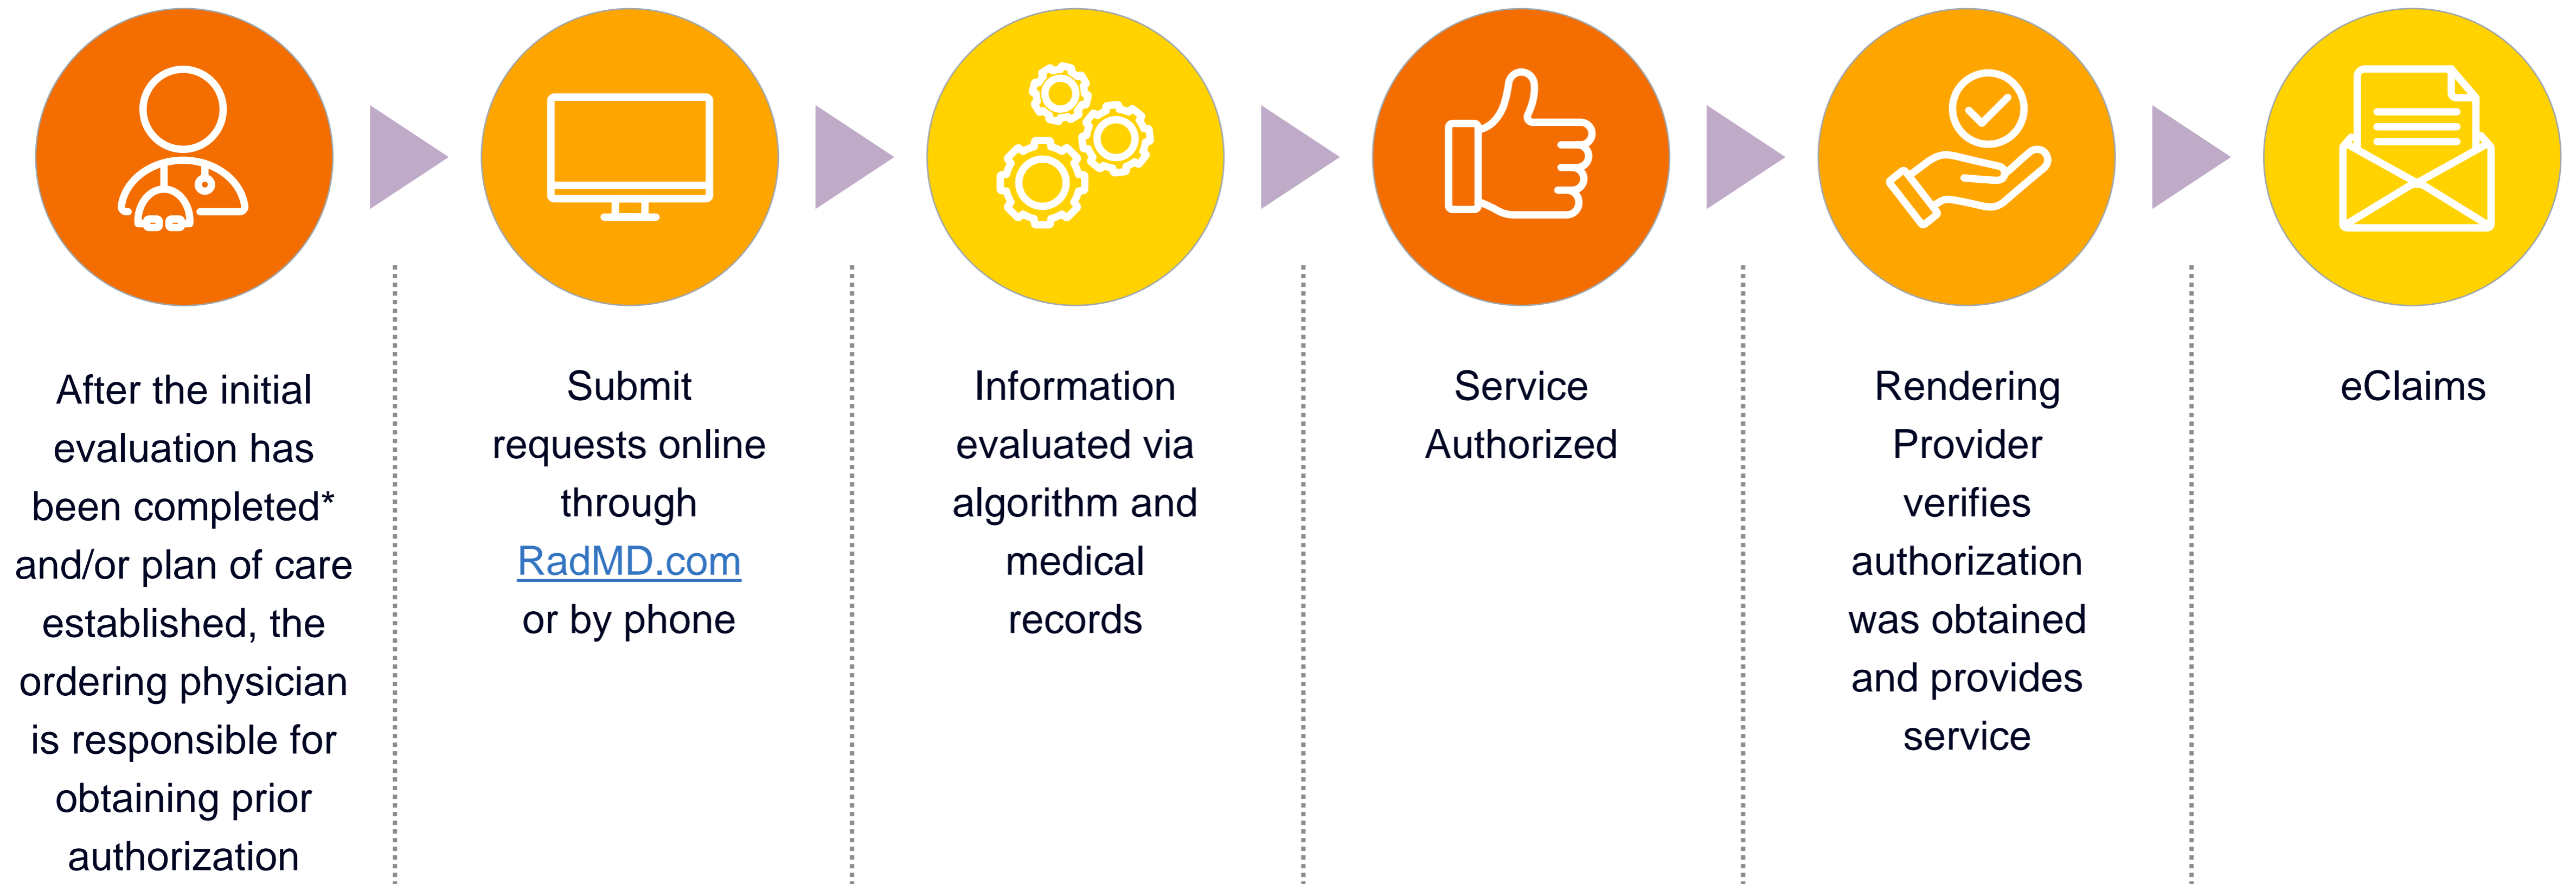 After the initial
evaluation has
been completed*
and/or plan of care
established, the
ordering physician
is responsible for
obtaining prior
authorization
Submit
requests online
through
RadMD.com
or by phone
Information
evaluated via
algorithm and
medical
records
Service
Authorized
Rendering
Provider
verifies
authorization
was obtained
and provides
service
eClaims